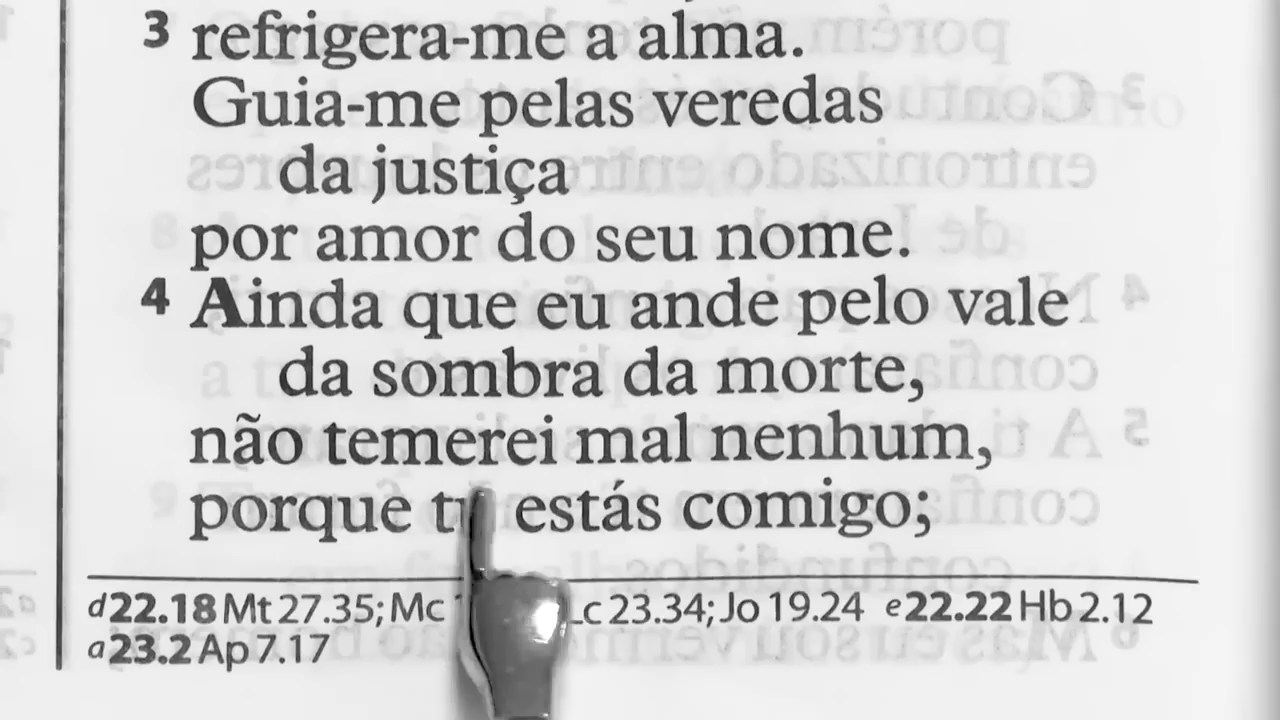 3 refrigera-me a alma.
Guia-me pelas veredas
da justiça
por amor do seu nome.
4 Ainda que eu ande pelo vale
da sombra da morte,
não temerei mal nenhum,
porque tu estás comigo;
d22.18 Mt 27.35; Mc Lc 23.34; Jo 19.24 e22.22 Hb 2.12
a23.2 Ap 7.17